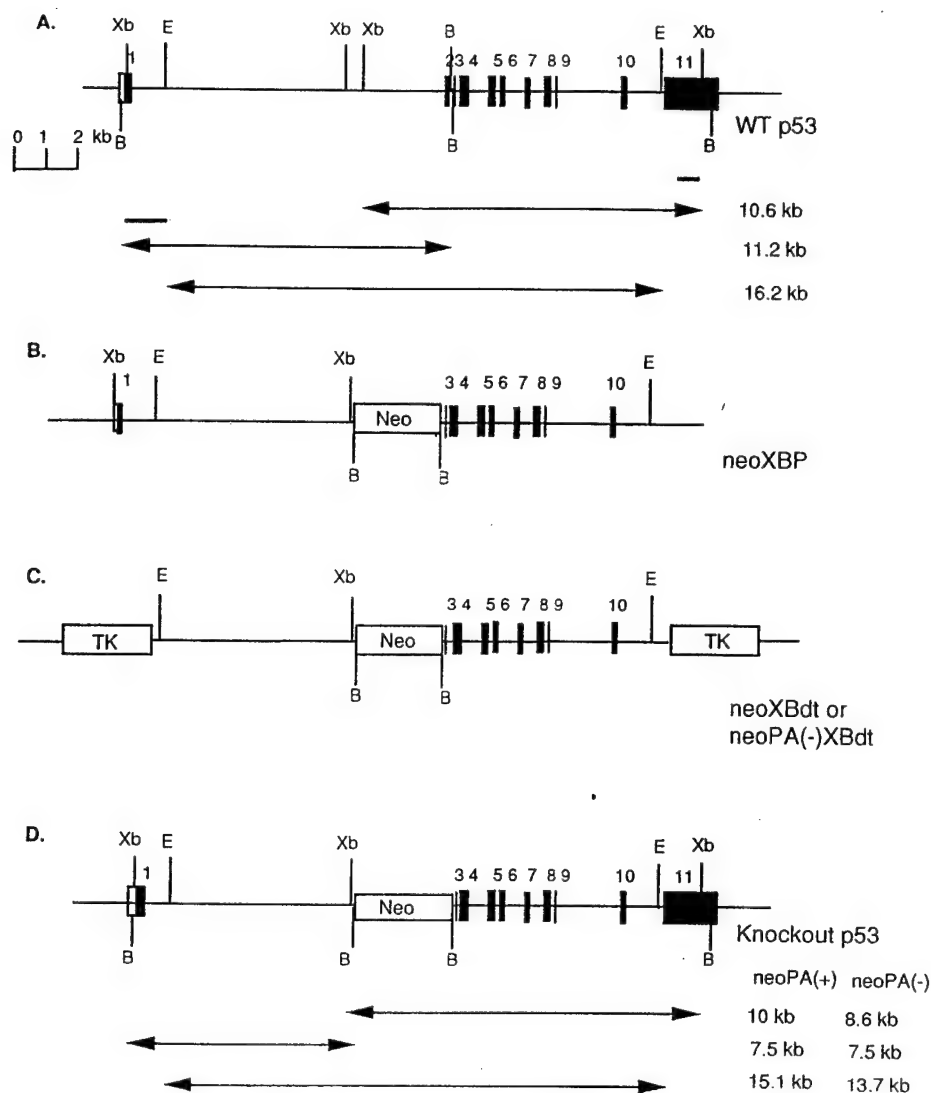 A.
Xb E Xb Xb B E Xb
1 2 3 4 5 6 7 8 9 10 11
B B B
WT p53
0 1 2 kb
10.6 kb
11.2 kb
16.2 kb
B.
Xb 1 E Xb 3 4 5 6 7 8 9 10 E
Neo
B B
neoXBP
C.
E Xb 3 4 5 6 7 8 9 10 E
TK Neo TK
B B
neoXBdt or
neoPA(-)XBdt
D.
Xb E Xb E Xb
1 3 4 5 6 7 8 9 10 11
Neo
B B B B
Knockout p53
neoPA(+) neoPA(-)
10 kb 8.6 kb
7.5 kb 7.5 kb
15.1 kb 13.7 kb